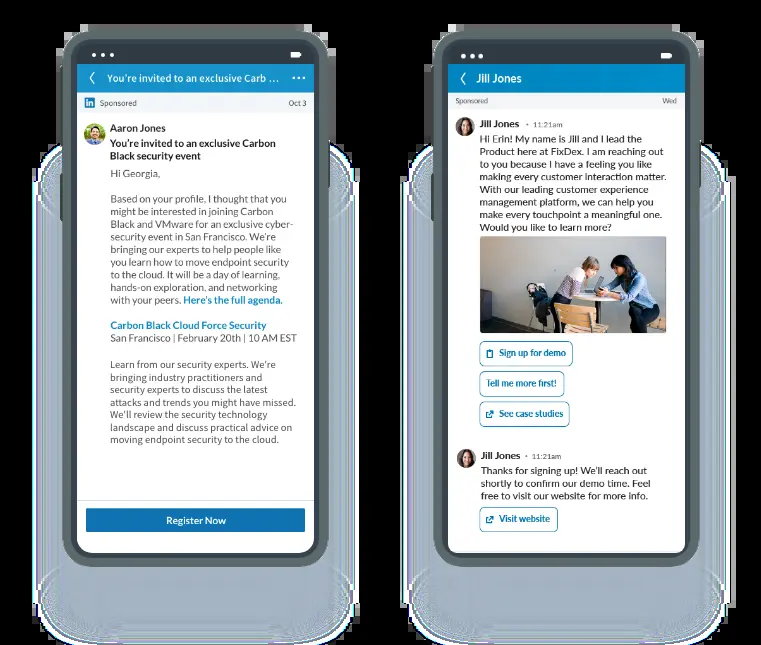 You're invited to an exclusive Carb ...
in Sponsored
Oct 3
Aaron Jones
You're invited to an exclusive Carbon
Black security event
Hi Georgia,
Based on your profile, I thought that you
might be interested in joining Carbon
Black and VMware for an exclusive cyber-
security event in San Francisco. We're
bringing our experts to help people like
you learn how to move endpoint security
to the cloud. It will be a day of learning,
hands-on exploration, and networking
with your peers. Here's the full agenda.
Carbon Black Cloud Force Security
San Francisco | February 20th | 10 AM EST
Learn from our security experts. We're
bringing industry practitioners and
security experts to discuss the latest
attacks and trends you might have missed.
We'll review the security technology
landscape and discuss practical advice on
moving endpoint security to the cloud.
Register Now
Jill Jones
Sponsored
Wed
Jill Jones • 11:21am
Hi Erin! My name is Jill and I lead the
Product here at FixDex. I am reaching out
to you because I have a feeling you like
making every customer interaction matter.
With our leading customer experience
management platform, we can help you
make every touchpoint a meaningful one.
Would you like to learn more?
Sign up for demo
Tell me more first!
See case studies
Jill Jones • 11:21am
Thanks for signing up! We'll reach out
shortly to confirm our demo time. Feel
free to visit our website for more info.
Visit website